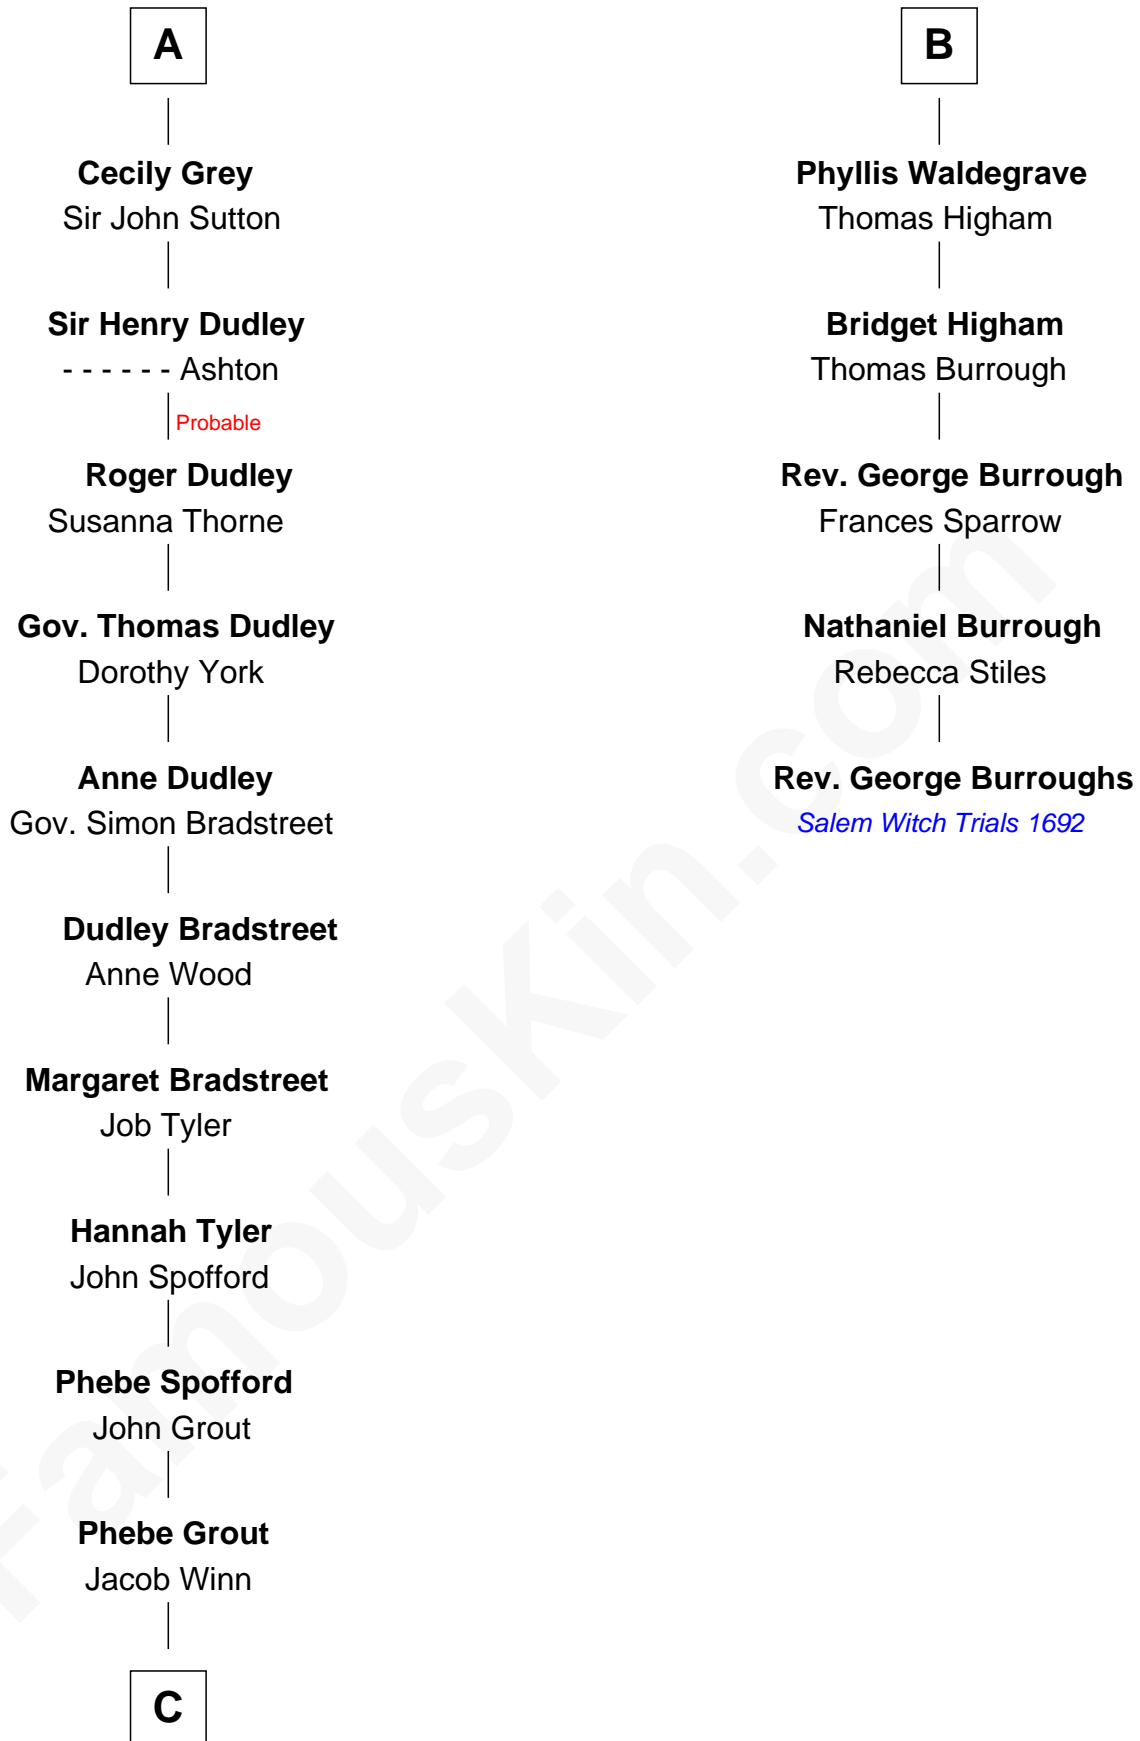 A
Cecily Grey
Sir John Sutton
Sir Henry Dudley
- - - - - - Ashton
Probable
Roger Dudley
Susanna Thorne
Gov. Thomas Dudley
Dorothy York
Anne Dudley
Gov. Simon Bradstreet
Dudley Bradstreet
Anne Wood
Margaret Bradstreet
Job Tyler
Hannah Tyler
John Spofford
Phebe Spofford
John Grout
Phebe Grout
Jacob Winn
C
B
Phyllis Waldegrave
Thomas Higham
Bridget Higham
Thomas Burrough
Rev. George Burrough
Frances Sparrow
Nathaniel Burrough
Rebecca Stiles
Rev. George Burroughs
Salem Witch Trials 1692
FamousKin.com